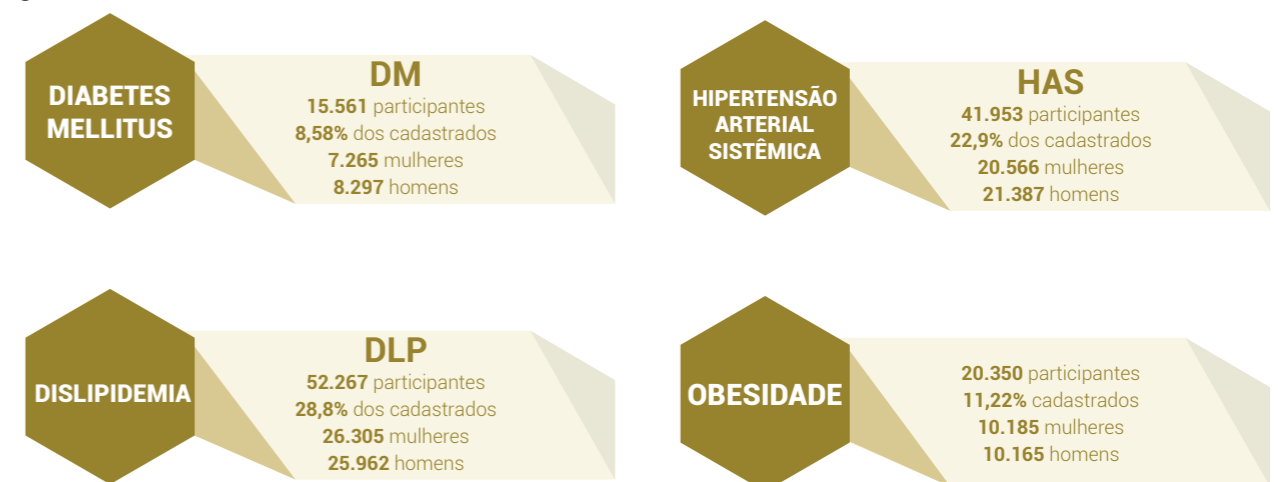 DIABETES
MELLITUS
DM
15.561 participantes
8,58% dos cadastrados
7.265 mulheres
8.297 homens
HIPERTENSÃO
ARTERIAL
SISTÊMICA
HAS
41.953 participantes
22,9% dos cadastrados
20.566 mulheres
21.387 homens
DISLIPIDEMIA
DLP
52.267 participantes
28,8% dos cadastrados
26.305 mulheres
25.962 homens
OBESIDADE
20.350 participantes
11,22% cadastrados
10.185 mulheres
10.165 homens